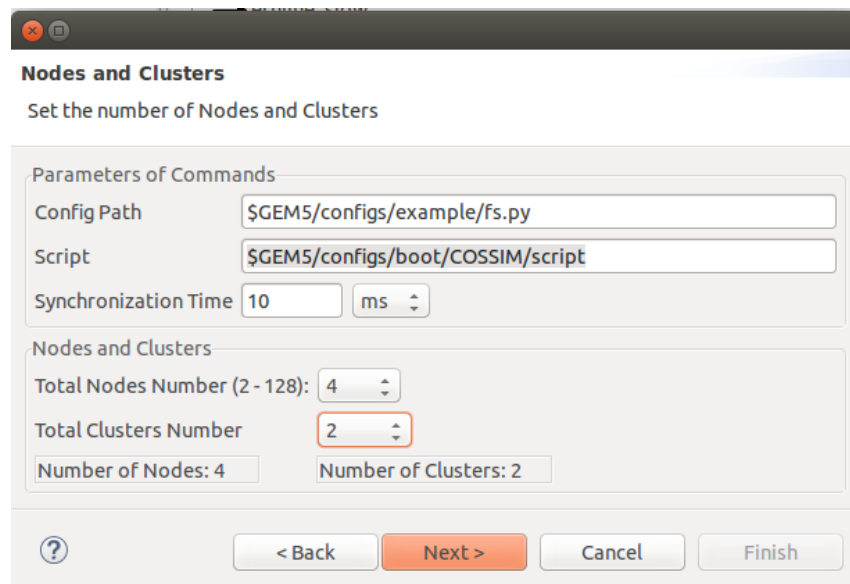 Nodes and Clusters
Set the number of Nodes and Clusters
Parameters of Commands
Config Path $GEM5/configs/example/fs.py
Script $GEM5/configs/boot/COSSIM/script
Synchronization Time 10 ms
Nodes and Clusters
Total Nodes Number (2 - 128): 4
Total Clusters Number 2
Number of Nodes: 4 Number of Clusters: 2
? < Back Next > Cancel Finish